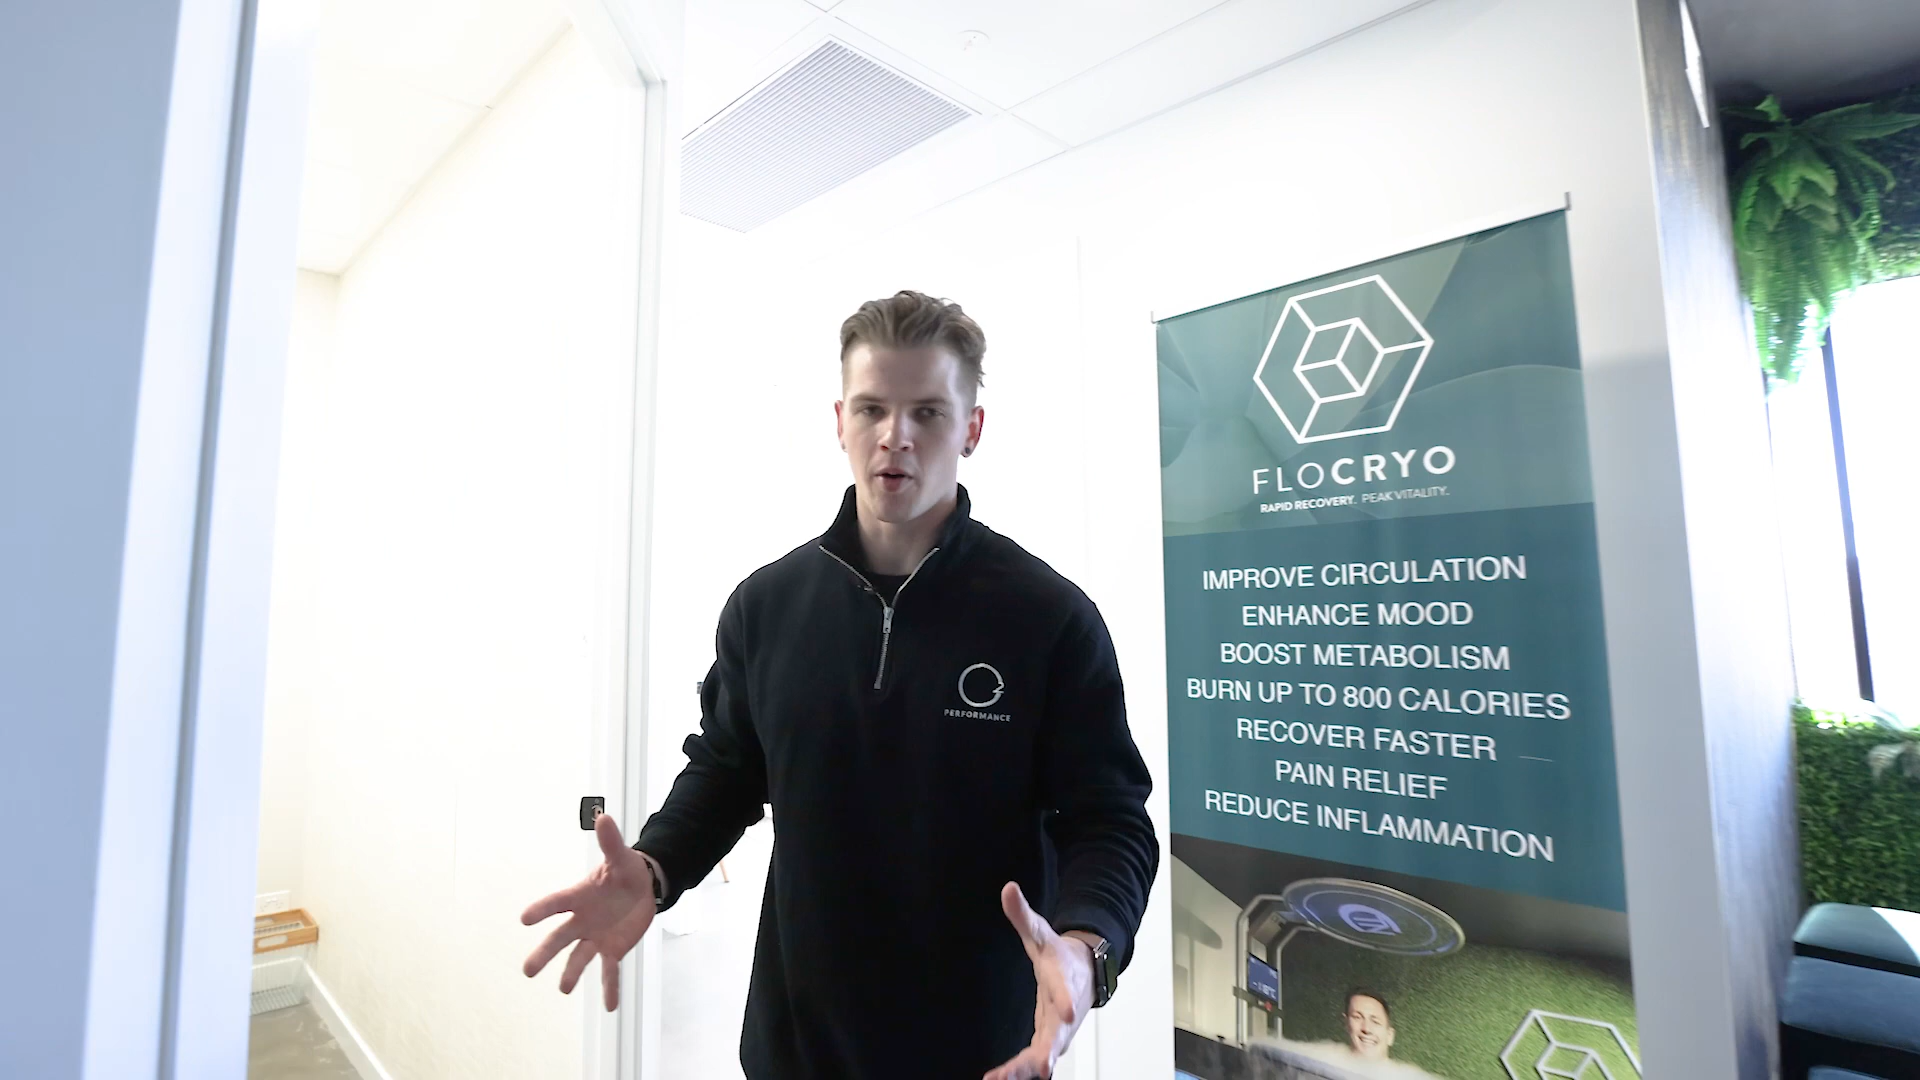 FLOCRYO
RAPID RECOVERY. PEAK VITALITY.
IMPROVE CIRCULATION
ENHANCE MOOD
BOOST METABOLISM
BURN UP TO 800 CALORIES
RECOVER FASTER
PAIN RELIEF
REDUCE INFLAMMATION
2
PERFORMANCE